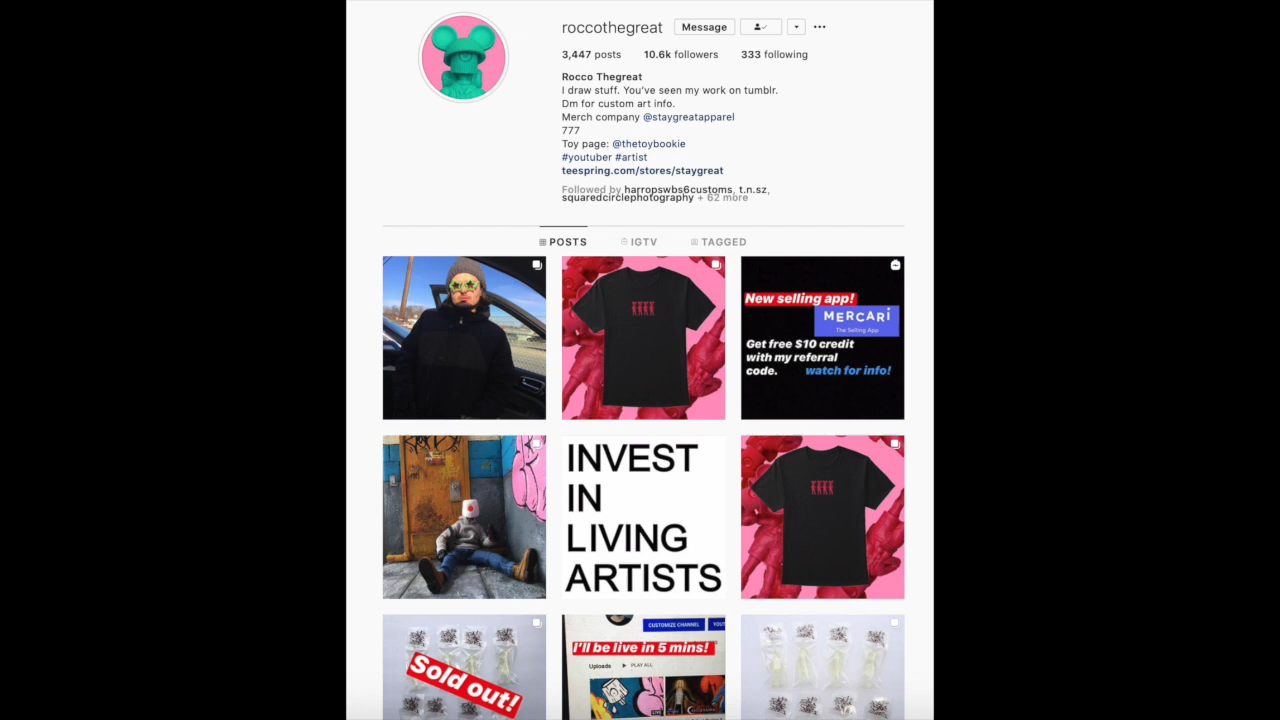 roccothegreat Message
3,447 posts 10.6k followers 333 following
Rocco Thegreat
I draw stuff. You've seen my work on tumblr.
Dm for custom art info.
Merch company @staygreatapparel
777
Toy page: @thetoybookie
#youtuber #artist
teespring.com/stores/staygreat
Followed by harropswbs6customs, t.n.sz,
squaredcirclephotography + 62 more
POSTS IGTV TAGGED
New selling app!
MERCARI
The Selling App
Get free $10 credit
with my referral
code. watch for info!
INVEST
IN
LIVING
ARTISTS
Sold out!
CUSTOMIZE CHANNEL
I'll be live in 5 mins!
Uploads PLAY ALL